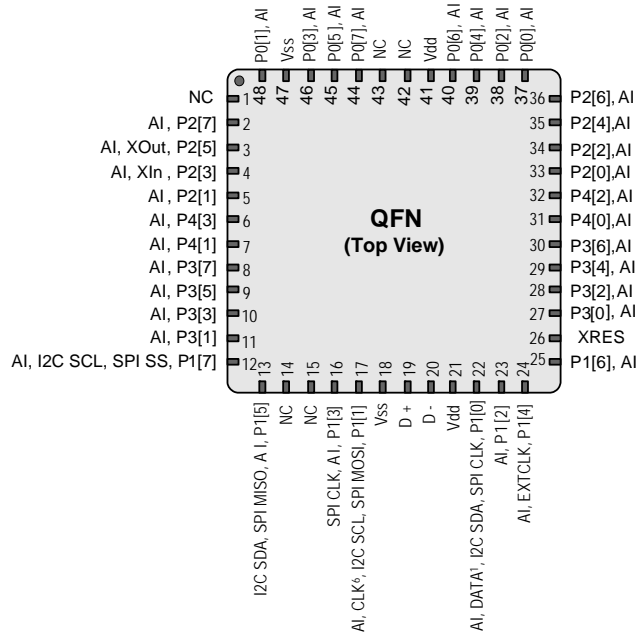 P0[1], AI
Vss
P0[3], AI
P0[5], AI
P0[7], AI
NC
NC
Vdd
P0[6], AI
P0[4], AI
P0[2], AI
P0[0], AI
48
47
46
45
44
43
42
41
40
39
38
37
NC 1
AI , P2[7] 2
AI, XOut, P2[5] 3
AI, XIn , P2[3] 4
AI , P2[1] 5
AI, P4[3] 6
AI, P4[1] 7
AI, P3[7] 8
AI, P3[5] 9
AI, P3[3] 10
AI, P3[1] 11
AI, I2C SCL, SPI SS, P1[7] 12
QFN
(Top View)
36 P2[6], AI
35 P2[4],AI
34 P2[2],AI
33 P2[0],AI
32 P4[2],AI
31 P4[0],AI
30 P3[6],AI
29 P3[4], AI
28 P3[2],AI
27 P3[0], AI
26 XRES
25 P1[6], AI
13
14
15
16
17
18
19
20
21
22
23
24
I2C SDA, SPI MISO, A I, P1[5]
NC
NC
SPI CLK, A I, P1[3]
AI, CLK⁶, I2C SCL, SPI MOSI, P1[1]
Vss
D +
D -
Vdd
AI, DATA¹, I2C SDA, SPI CLK, P1[0]
AI, P1[2]
AI, EXTCLK, P1[4]